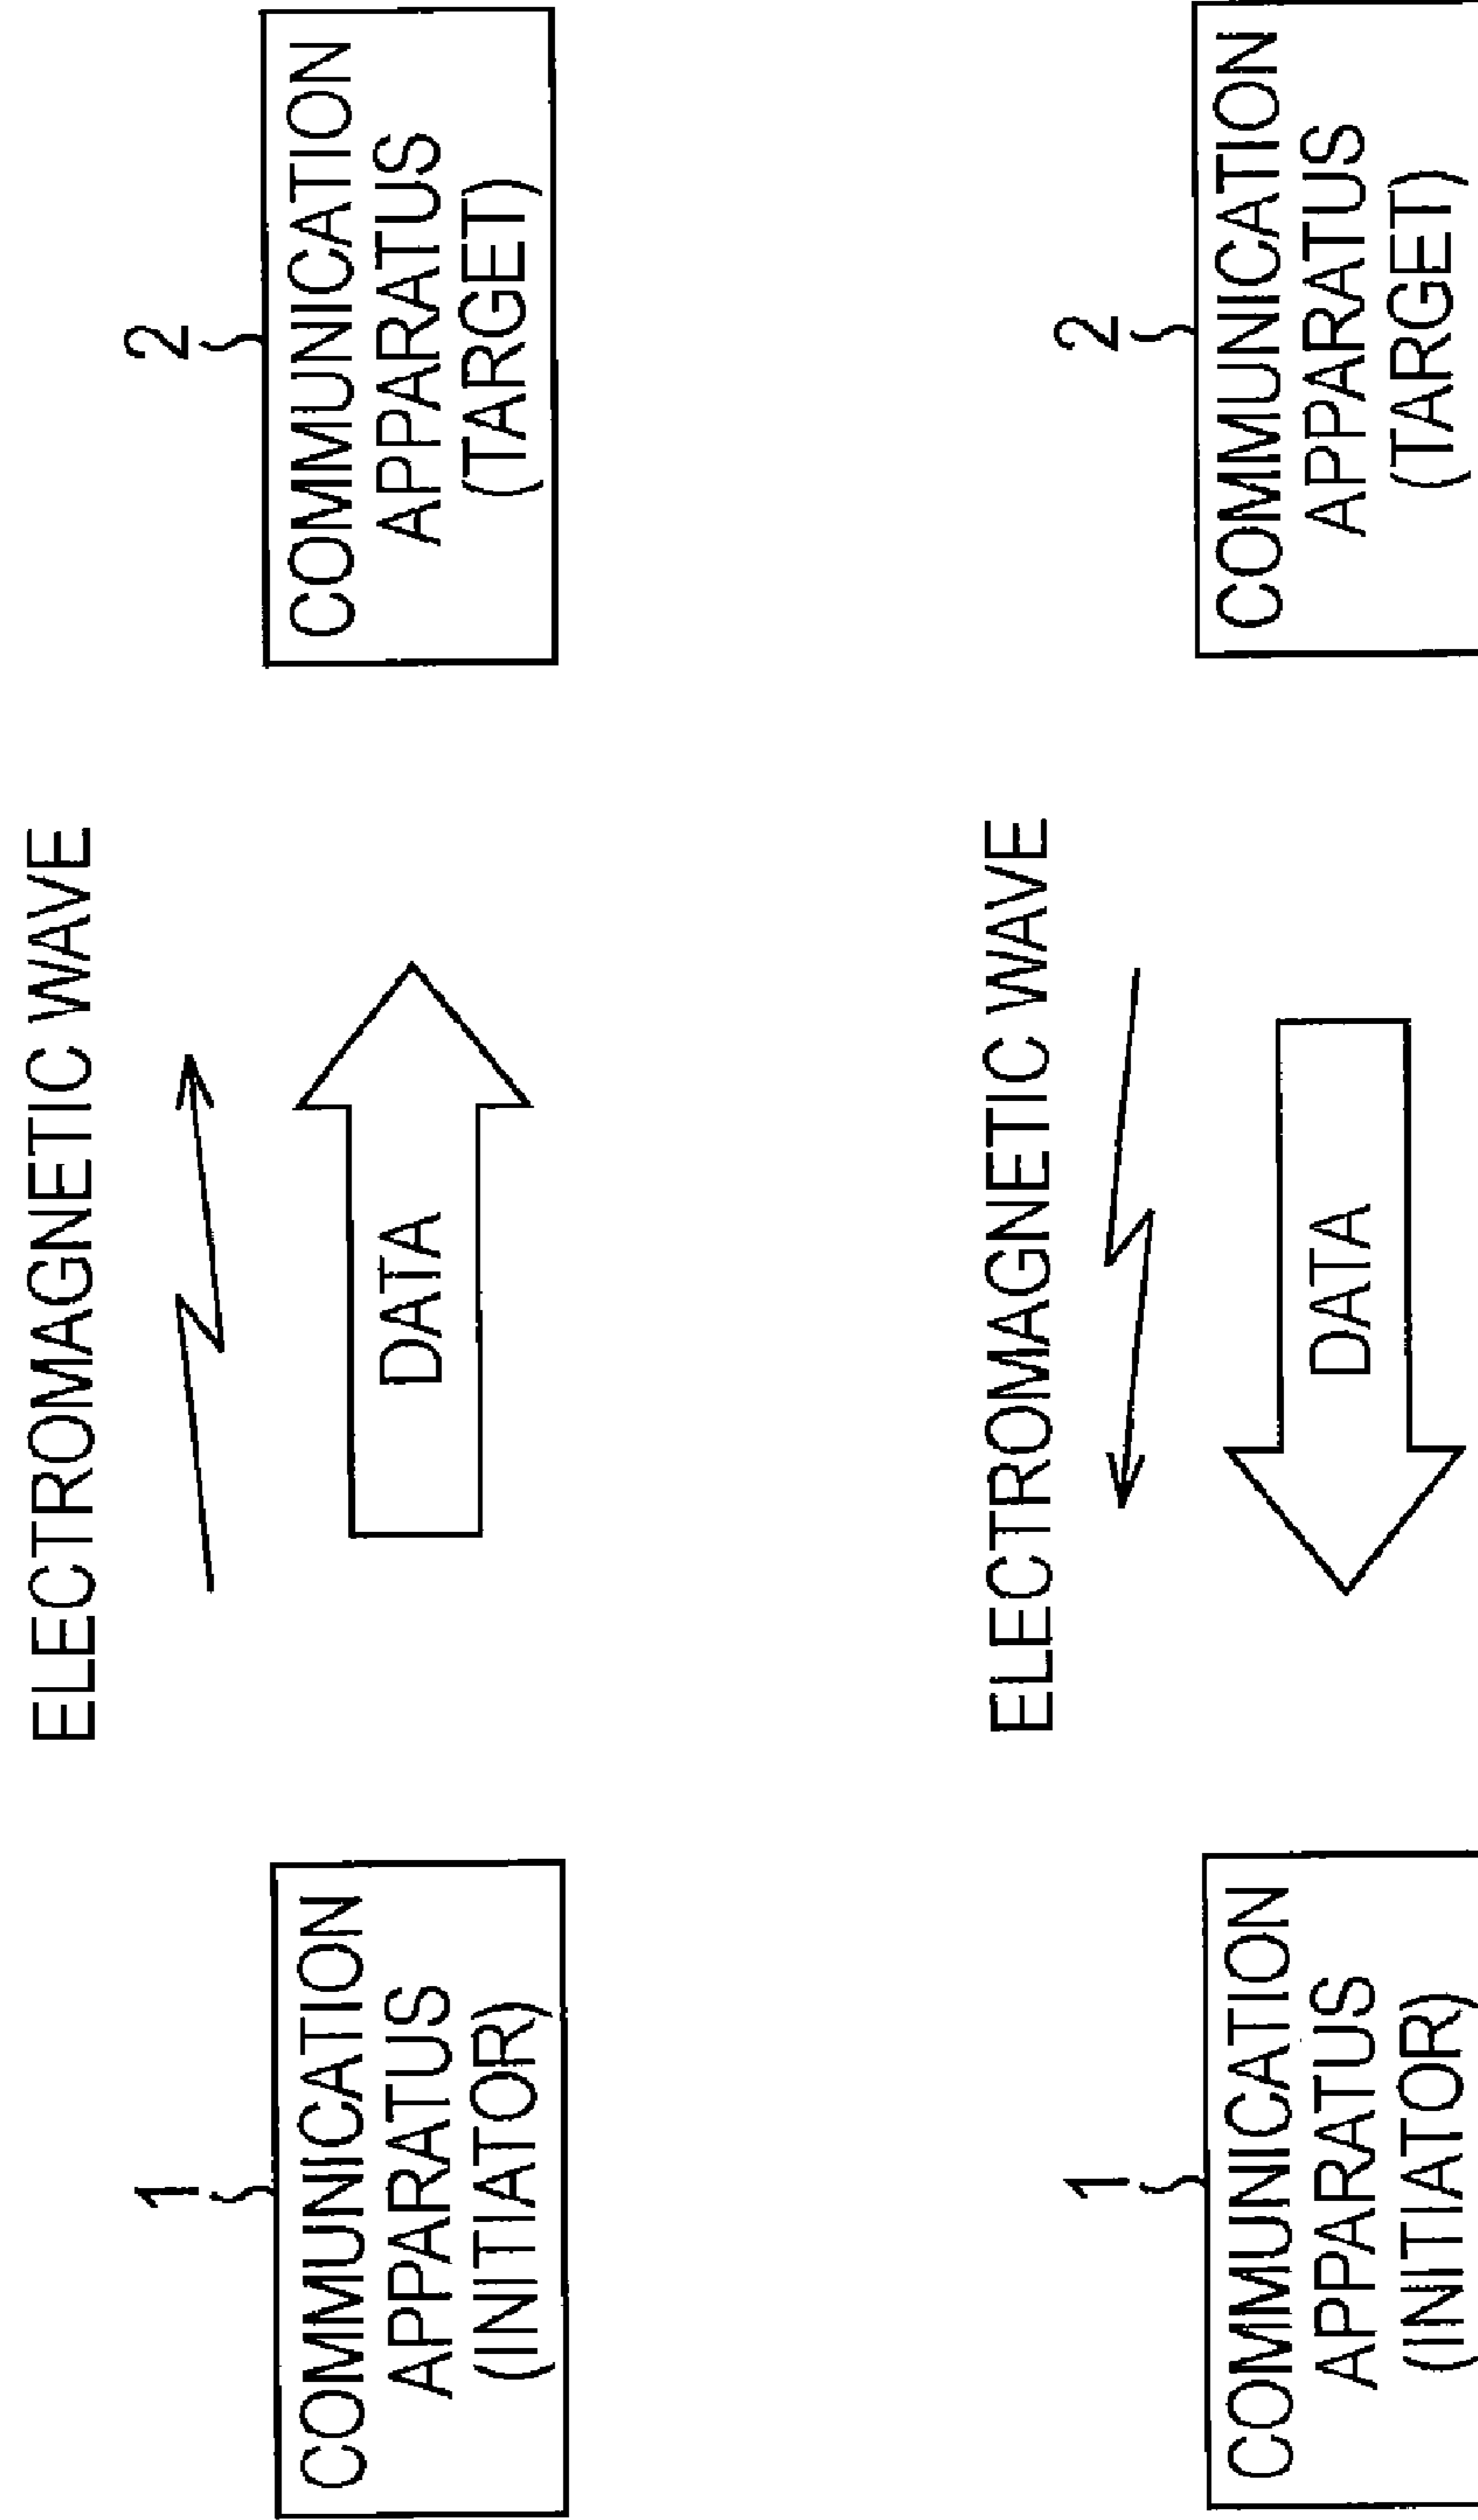 ELECTROMAGNETIC WAVE
1
COMMUNICATION
APPARATUS
(INITIATOR)
DATA
2
COMMUNICATION
APPARATUS
(TARGET)
ELECTROMAGNETIC WAVE
1
COMMUNICATION
APPARATUS
(INITIATOR)
DATA
2
COMMUNICATION
APPARATUS
(TARGET)